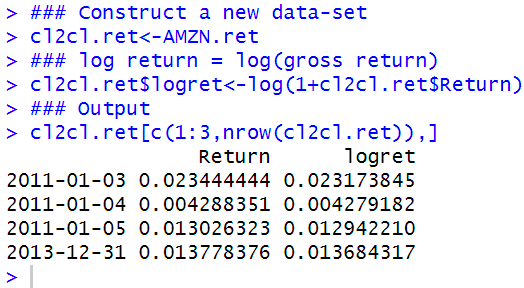 > ### Construct a new data-set
> cl2cl.ret<-AMZN.ret
> ### log return = log(gross return)
> cl2cl.ret$logret<-log(1+cl2cl.ret$Return)
> ### Output
> cl2cl.ret[c(1:3,nrow(cl2cl.ret)),]
                Return      logret
2011-01-03 0.023444444 0.023173845
2011-01-04 0.004288351 0.004279182
2011-01-05 0.013026323 0.012942210
2013-12-31 0.013778376 0.013684317
>